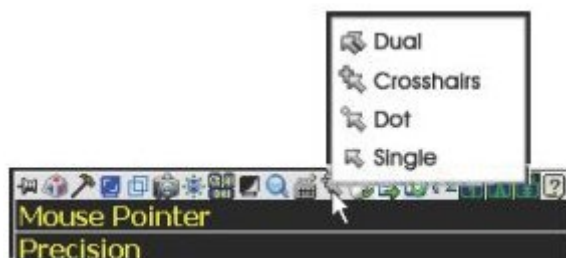 Dual
Crosshairs
Dot
Single
Mouse Pointer
Precision